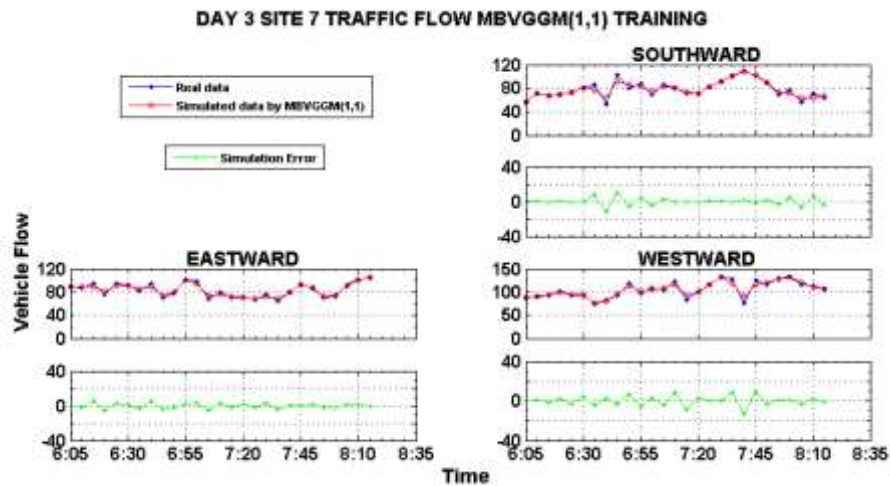 DAY 3 SITE 7 TRAFFIC FLOW MBVGGM(1,1) TRAINING
SOUTHWARD
Real data
Simulated data by MBVGGM(1,1)
Simulation Error
120
80
40
0
40
0
-40
Vehicle Flow
EASTWARD
120
80
40
0
40
0
-40
6:05 6:30 6:55 7:20 7:45 8:10 8:35
WESTWARD
150
100
50
0
40
0
-40
6:05 6:30 6:55 7:20 7:45 8:10 8:35
Time